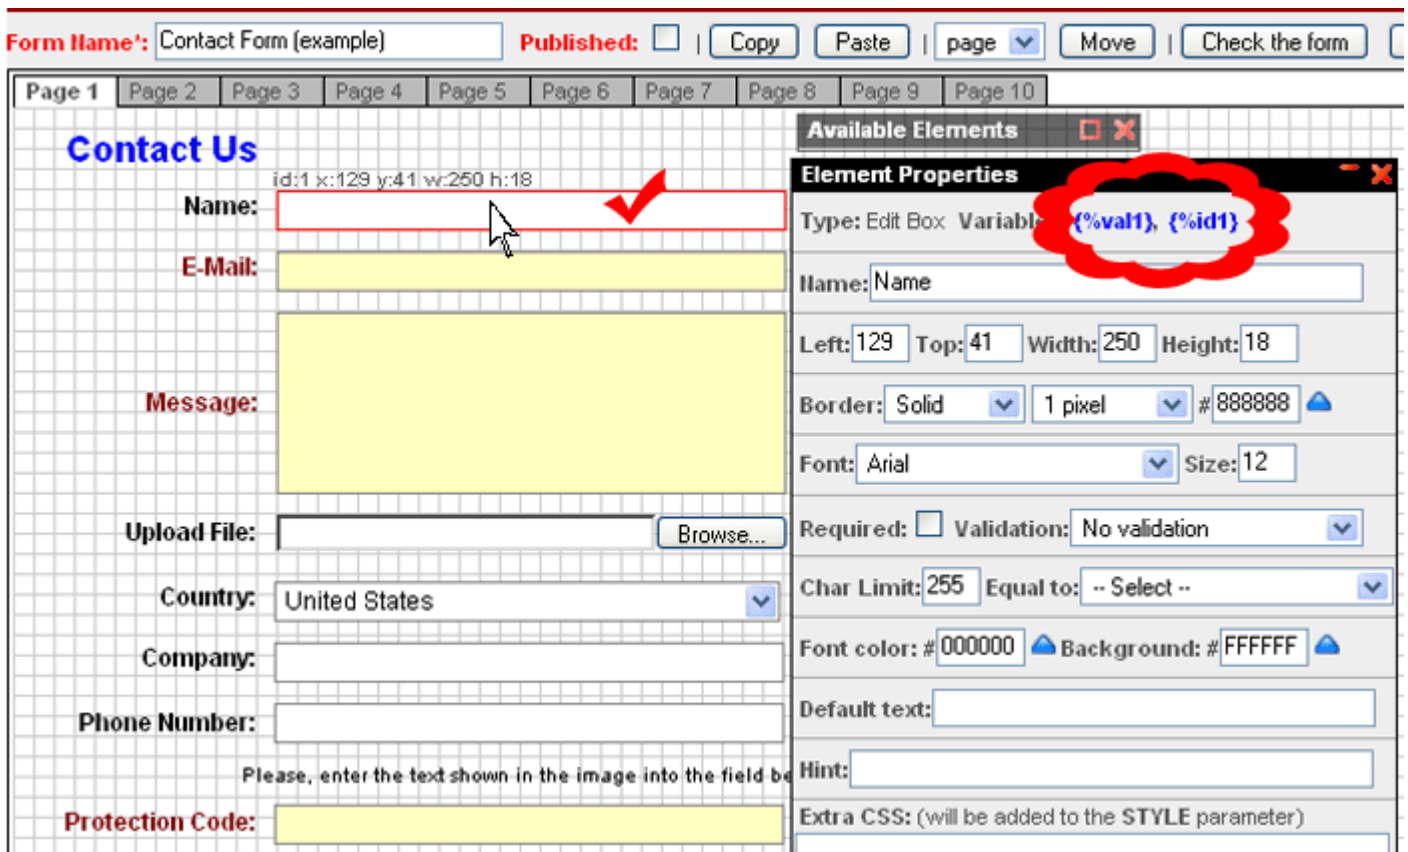 Form Name*: Contact Form (example) Published: | Copy Paste | page Move | Check the form
Page 1 Page 2 Page 3 Page 4 Page 5 Page 6 Page 7 Page 8 Page 9 Page 10
Available Elements
Contact Us
id:1 x:129 y:41 w:250 h:18
Element Properties
Name:
Type: Edit Box Variabl {%val1}, {%id1}
E-Mail:
Name: Name
Left: 129 Top: 41 Width: 250 Height: 18
Message:
Border: Solid 1 pixel # 888888
Font: Arial Size: 12
Upload File: Browse...
Required: Validation: No validation
Char Limit: 255 Equal to: -- Select --
Country: United States
Font color: # 000000 Background: # FFFFFF
Company:
Default text:
Phone Number:
Please, enter the text shown in the image into the field be
Hint:
Protection Code:
Extra CSS: (will be added to the STYLE parameter)